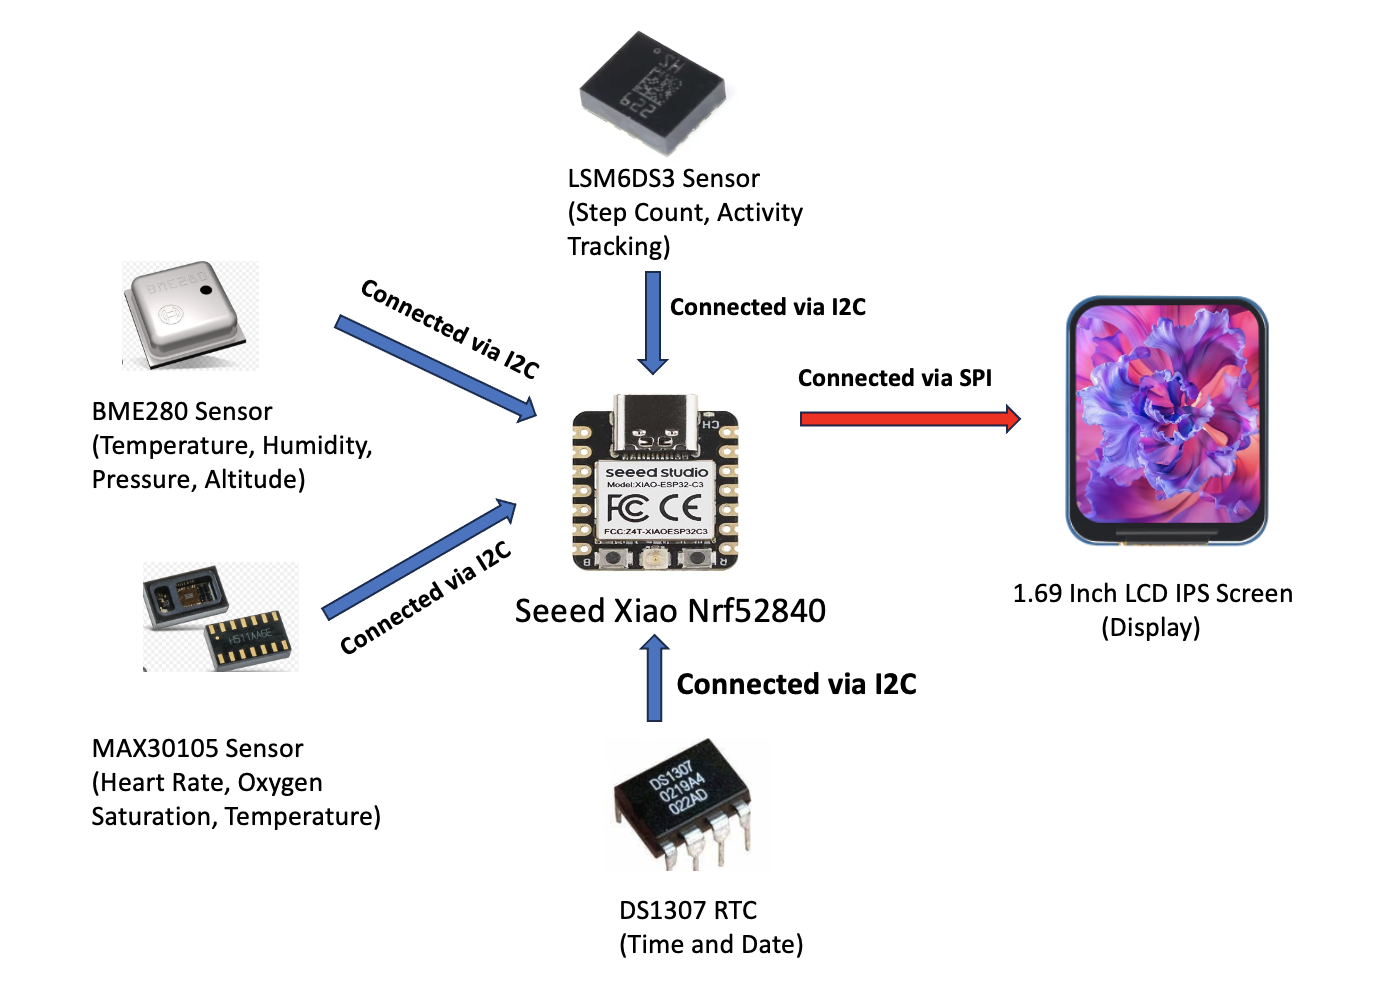 LSM6DS3 Sensor
(Step Count, Activity
Tracking)
Connected via I2C
Connected via I2C
BME280
BME280 Sensor
(Temperature, Humidity,
Pressure, Altitude)
Connected via SPI
seeed studio
Model:XIAO-ESP32-C3
FC CE
FCC:Z4T-XIAOESP32C3
B
R
Connected via I2C
Seeed Xiao Nrf52840
1.69 Inch LCD IPS Screen
(Display)
Connected via I2C
MAX30105 Sensor
(Heart Rate, Oxygen
Saturation, Temperature)
DS1307
0219A4
022AD
DS1307 RTC
(Time and Date)